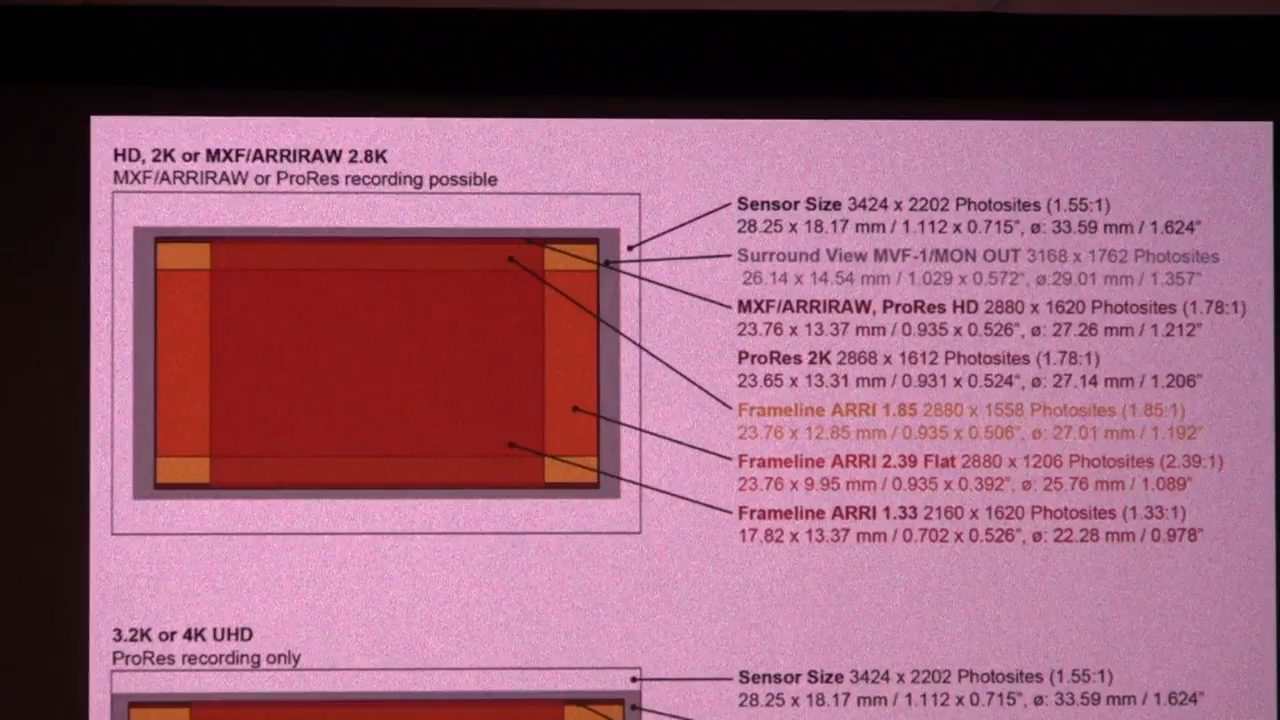 HD, 2K or MXF/ARRIRAW 2.8K
MXF/ARRIRAW or ProRes recording possible
Sensor Size 3424 x 2202 Photosites (1.55:1)
28.25 x 18.17 mm / 1.112 x 0.715", ø: 33.59 mm / 1.624"
Surround View MVF-1/MON OUT 3168 x 1762 Photosites
26.14 x 14.54 mm / 1.029 x 0.572", ø:29.01 mm / 1.357"
MXF/ARRIRAW, ProRes HD 2880 x 1620 Photosites (1.78:1)
23.76 x 13.37 mm / 0.935 x 0.526", ø: 27.26 mm / 1.212"
ProRes 2K 2868 x 1612 Photosites (1.78:1)
23.65 x 13.31 mm / 0.931 x 0.524", ø: 27.14 mm / 1.206"
Frameline ARRI 1.85 2880 x 1558 Photosites (1.85:1)
23.76 x 12.85 mm / 0.935 x 0.506", ø: 27.01 mm / 1.192"
Frameline ARRI 2.39 Flat 2880 x 1206 Photosites (2.39:1)
23.76 x 9.95 mm / 0.935 x 0.392", ø: 25.76 mm / 1.089"
Frameline ARRI 1.33 2160 x 1620 Photosites (1.33:1)
17.82 x 13.37 mm / 0.702 x 0.526", ø: 22.28 mm / 0.978"
3.2K or 4K UHD
ProRes recording only
Sensor Size 3424 x 2202 Photosites (1.55:1)
28.25 x 18.17 mm / 1.112 x 0.715", ø: 33.59 mm / 1.624"